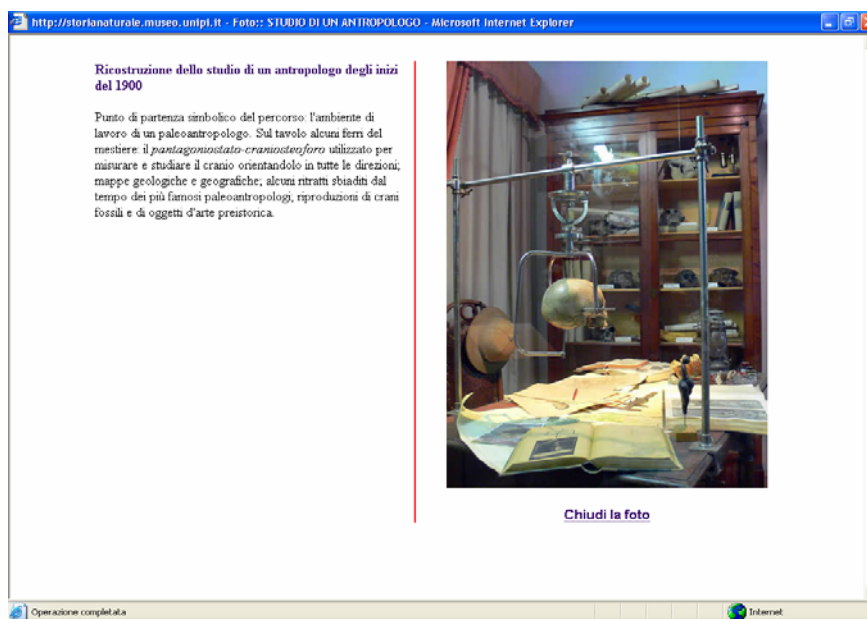 http://storianaturale.museo.unipi.it - Foto:: STUDIO DI UN ANTROPOLOGO - Microsoft Internet Explorer
Ricostruzione dello studio di un antropologo degli inizi
del 1900
Punto di partenza simbolico del percorso: l'ambiente di
lavoro di un paleoantropologo. Sul tavolo alcuni ferri del
mestiere: il pantagoniostato-craniosteoforo utilizzato per
misurare e studiare il cranio orientandolo in tutte le direzioni;
mappe geologiche e geografiche; alcuni ritratti sbiaditi dal
tempo dei più famosi paleoantropologi, riproduzioni di crani
fossili e di oggetti d'arte preistorica.
Chiudi la foto
Operazione completata
Internet